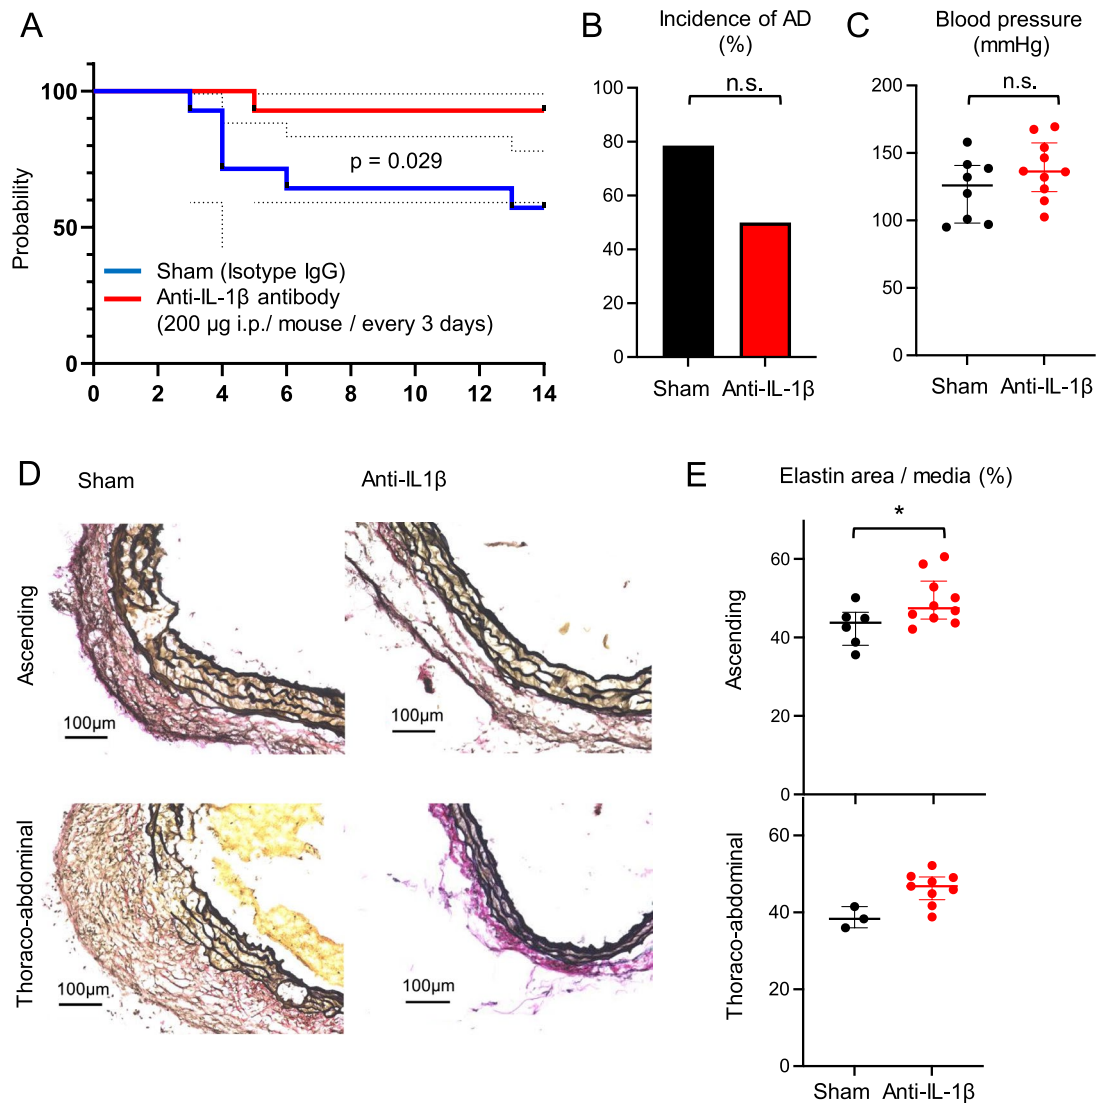 A
Probability
100
50
0
0 2 4 6 8 10 12 14
p = 0.029
Sham (Isotype IgG)
Anti-IL-1β antibody
(200 µg i.p./ mouse / every 3 days)
B
Incidence of AD
(%)
n.s.
100
80
60
40
20
0
Sham Anti-IL-1β
C
Blood pressure
(mmHg)
n.s.
200
150
100
50
0
Sham Anti-IL-1β
D
Sham
Anti-IL1β
Ascending
100µm
100µm
Thoraco-abdominal
100µm
100µm
E
Elastin area / media (%)
*
Ascending
60
40
20
0
Thoraco-abdominal
60
40
20
0
Sham Anti-IL-1β